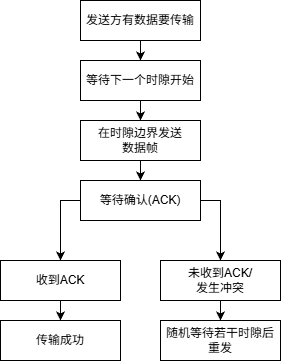 发送方有数据要传输
等待下一个时隙开始
在时隙边界发送
数据帧
等待确认(ACK)
收到ACK
未收到ACK/
发生冲突
传输成功
随机等待若干时隙后
重发